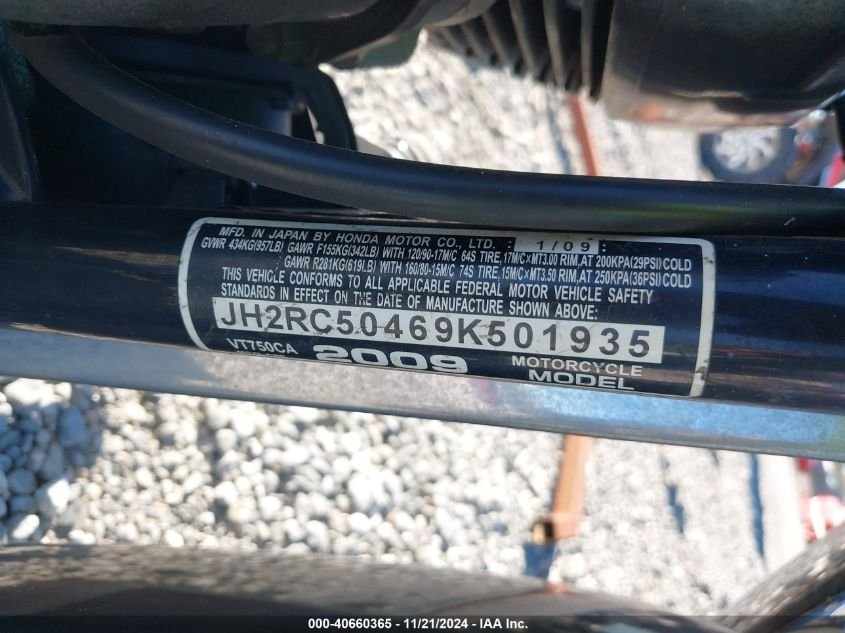 MFD. IN JAPAN BY HONDA MOTOR CO., LTD. : 1/09 :
GVWR 434KG(957LB) GAWR F155KG(342LB) WITH 120/90-17M/C 64S TIRE,17M/C×MT3.00 RIM,AT 200KPA(29PSI)COLD
GAWR R281KG(619LB) WITH 160/80-15M/C 74S TIRE,15M/C×MT3.50 RIM,AT 250KPA(36PSI)COLD
THIS VEHICLE CONFORMS TO ALL APPLICABLE FEDERAL MOTOR VEHICLE SAFETY
STANDARDS IN EFFECT ON THE DATE OF MANUFACTURE SHOWN ABOVE:
JH2RC50469K501935
VT750CA 2009 MOTORCYCLE
MODEL
000-40660365 - 11/21/2024 - IAA Inc.